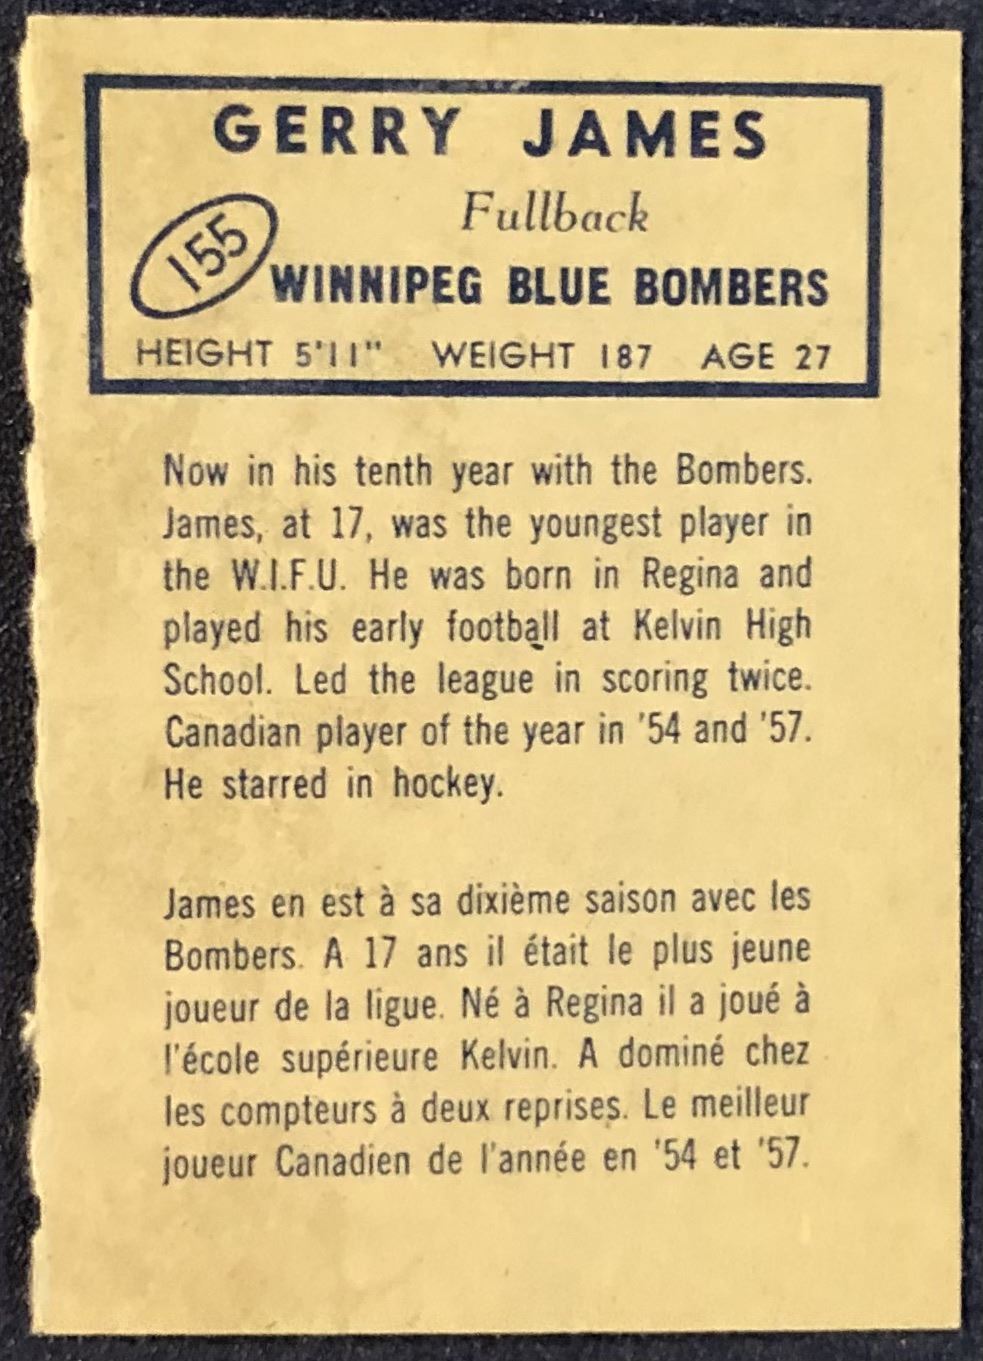 GERRY JAMES
Fullback
155
WINNIPEG BLUE BOMBERS
HEIGHT 5'11" WEIGHT 187 AGE 27
Now in his tenth year with the Bombers.
James, at 17, was the youngest player in
the W.I.F.U. He was born in Regina and
played his early football at Kelvin High
School. Led the league in scoring twice.
Canadian player of the year in '54 and '57.
He starred in hockey.
James en est à sa dixième saison avec les
Bombers. A 17 ans il était le plus jeune
joueur de la ligue. Né à Regina il a joué à
l'école supérieure Kelvin. A dominé chez
les compteurs à deux reprises. Le meilleur
joueur Canadien de l'année en '54 et '57.